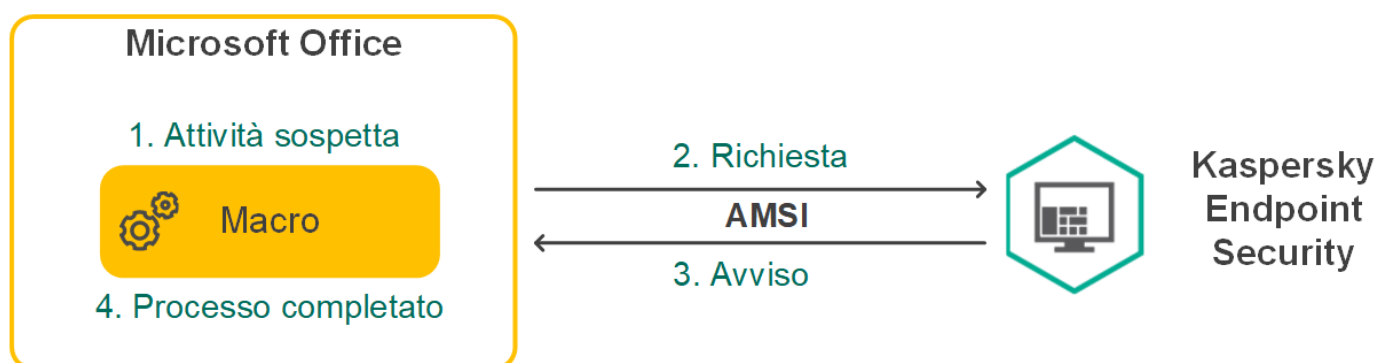 Microsoft Office
1. Attività sospetta
Macro
4. Processo completato
2. Richiesta
AMSI
3. Avviso
Kaspersky
Endpoint
Security